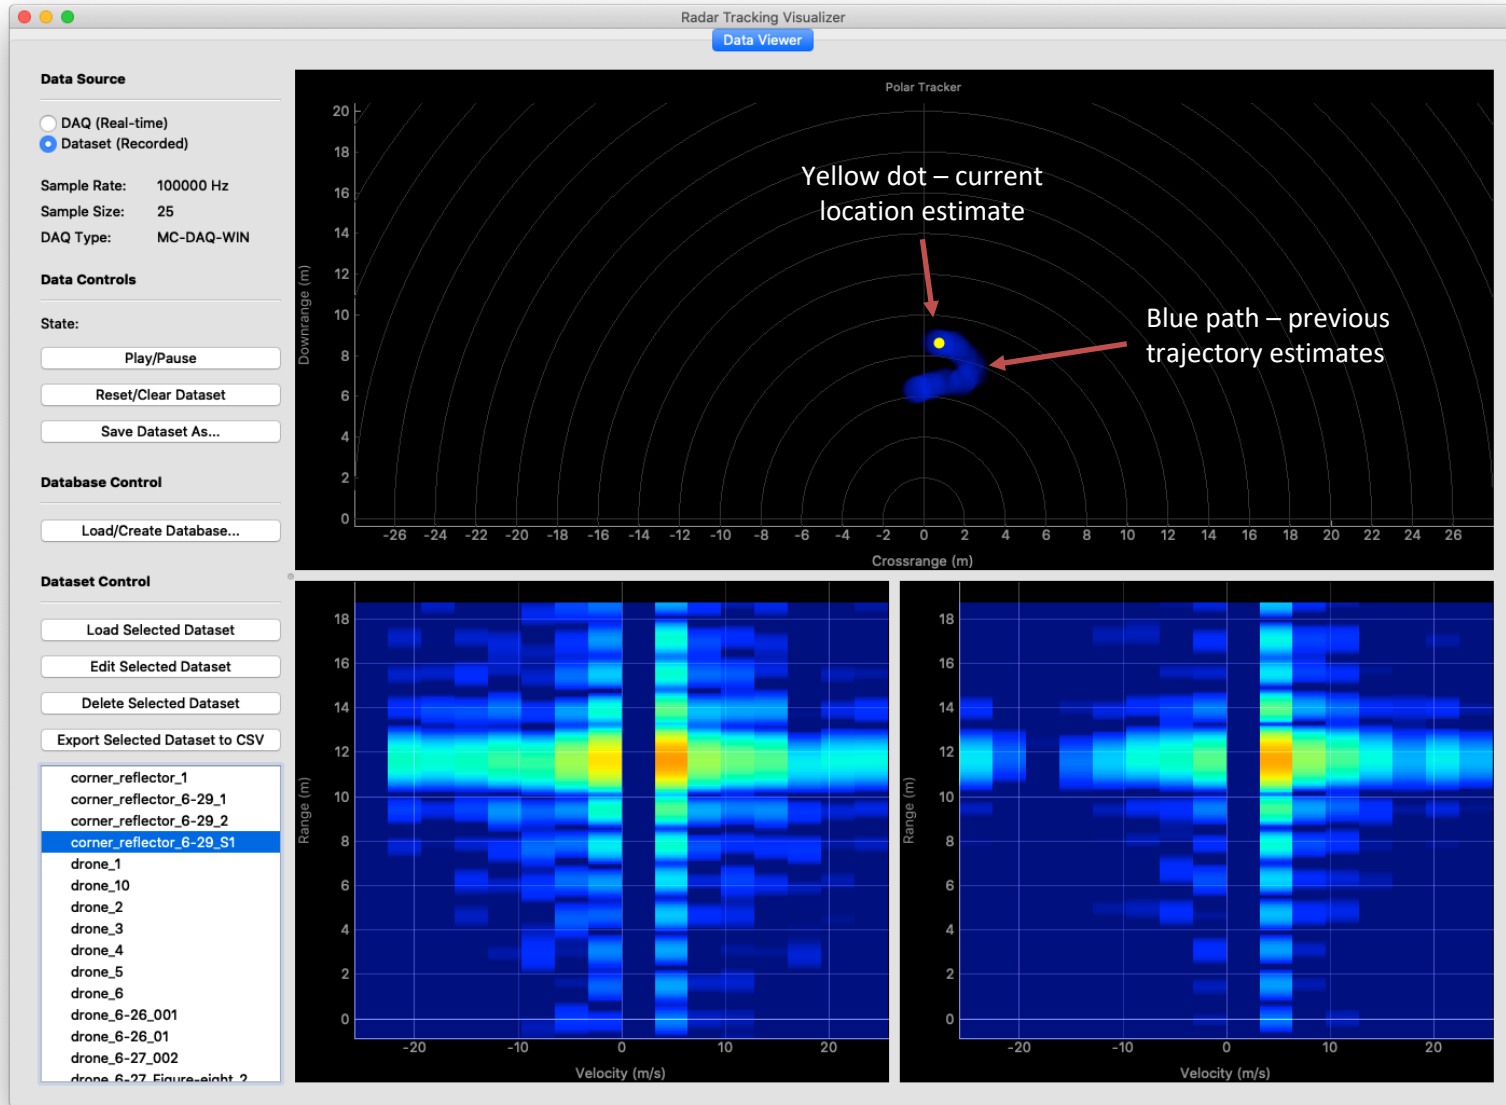 Radar Tracking Visualizer
Data Viewer
Data Source
DAQ (Real-time)
Dataset (Recorded)
Sample Rate: 100000 Hz
Sample Size: 25
DAQ Type: MC-DAQ-WIN
Data Controls
State:
Play/Pause
Reset/Clear Dataset
Save Dataset As...
Database Control
Load/Create Database...
Dataset Control
Load Selected Dataset
Edit Selected Dataset
Delete Selected Dataset
Export Selected Dataset to CSV
corner_reflector_1
corner_reflector_6-29_1
corner_reflector_6-29_2
corner_reflector_6-29_S1
drone_1
drone_10
drone_2
drone_3
drone_4
drone_5
drone_6
drone_6-26_001
drone_6-26_01
drone_6-27_002
drone_6-27_Figure-eight_2
Polar Tracker
Yellow dot – current
location estimate
Blue path – previous
trajectory estimates
Downrange (m)
20
18
16
14
12
10
8
6
4
2
0
-26 -24 -22 -20 -18 -16 -14 -12 -10 -8 -6 -4 -2 0 2 4 6 8 10 12 14 16 18 20 22 24 26
Crossrange (m)
Range (m)
18
16
14
12
10
8
6
4
2
0
-20 -10 0 10 20
Velocity (m/s)
Range (m)
18
16
14
12
10
8
6
4
2
0
-20 -10 0 10 20
Velocity (m/s)